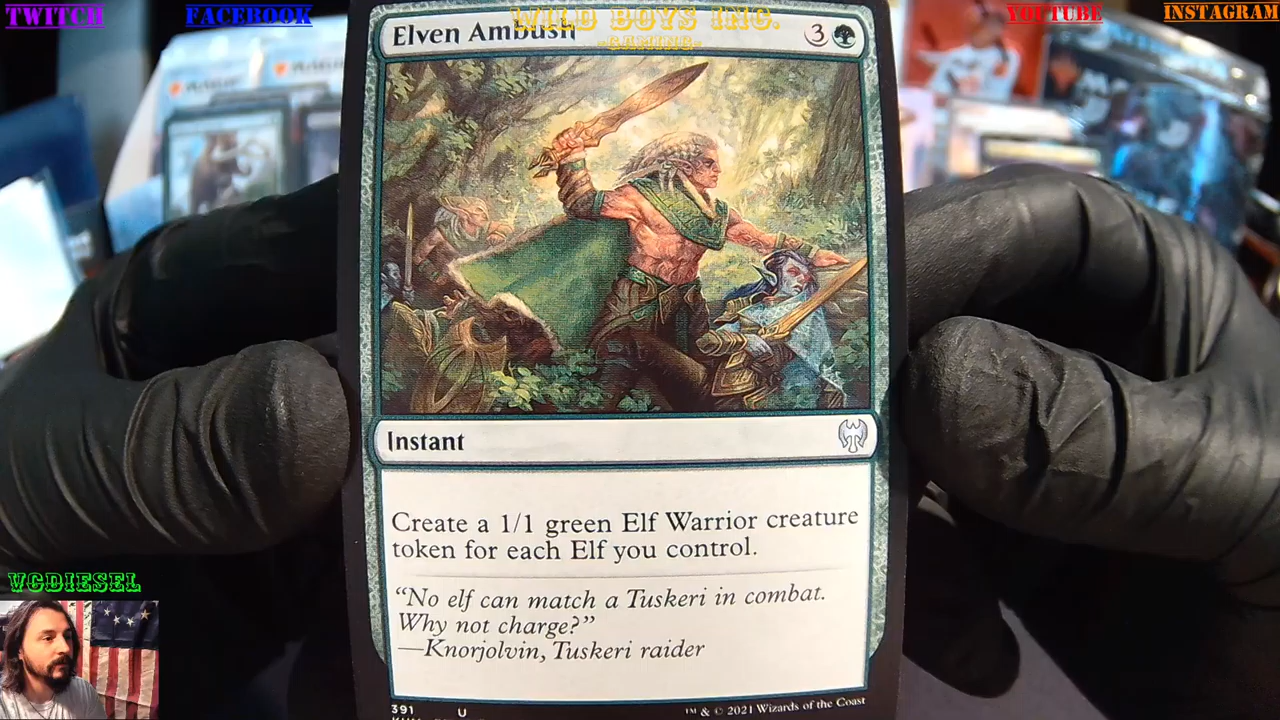 TWITCH
FACEBOOK
WILD BOYS INC.
-GAMING-
YOUTUBE
INSTAGRAM
Elven Ambush
3
Instant
Create a 1/1 green Elf Warrior creature
token for each Elf you control.
“No elf can match a Tuskeri in combat.
Why not charge?”
—Knorjolvin, Tuskeri raider
391 U
™ & © 2021 Wizards of the Coast
VGDIESEL